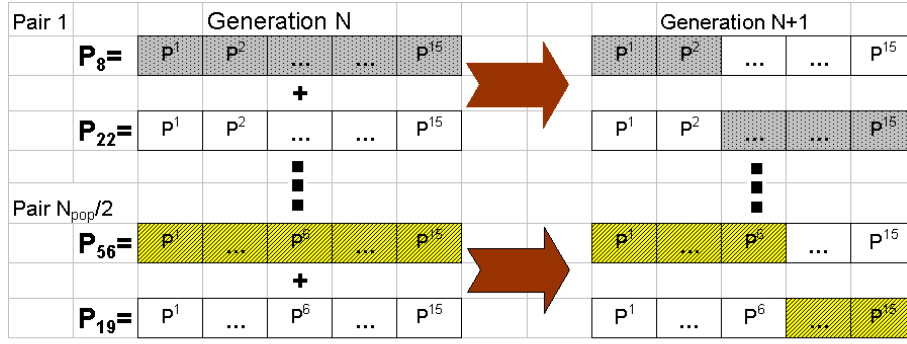 Pair 1 Generation N Generation N+1
P8= P1 P2 ... ... P15 P1 P2 ... ... P15
+
P22= P1 P2 ... ... P15 P1 P2 ... ... P15
Pair Npop/2
P56= P1 ... P6 ... P15 P1 ... P6 ... P15
+
P19= P1 ... P6 ... P15 P1 ... P6 ... P15